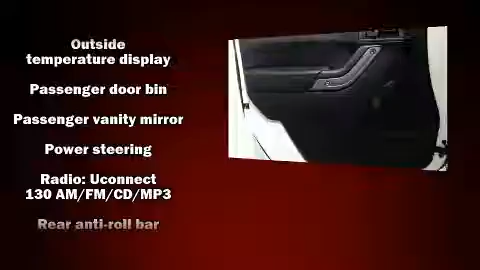 Outside
temperature display
Passenger door bin
Passenger vanity mirror
Power steering
Radio: Uconnect
130 AM/FM/CD/MP3
Rear anti-roll bar